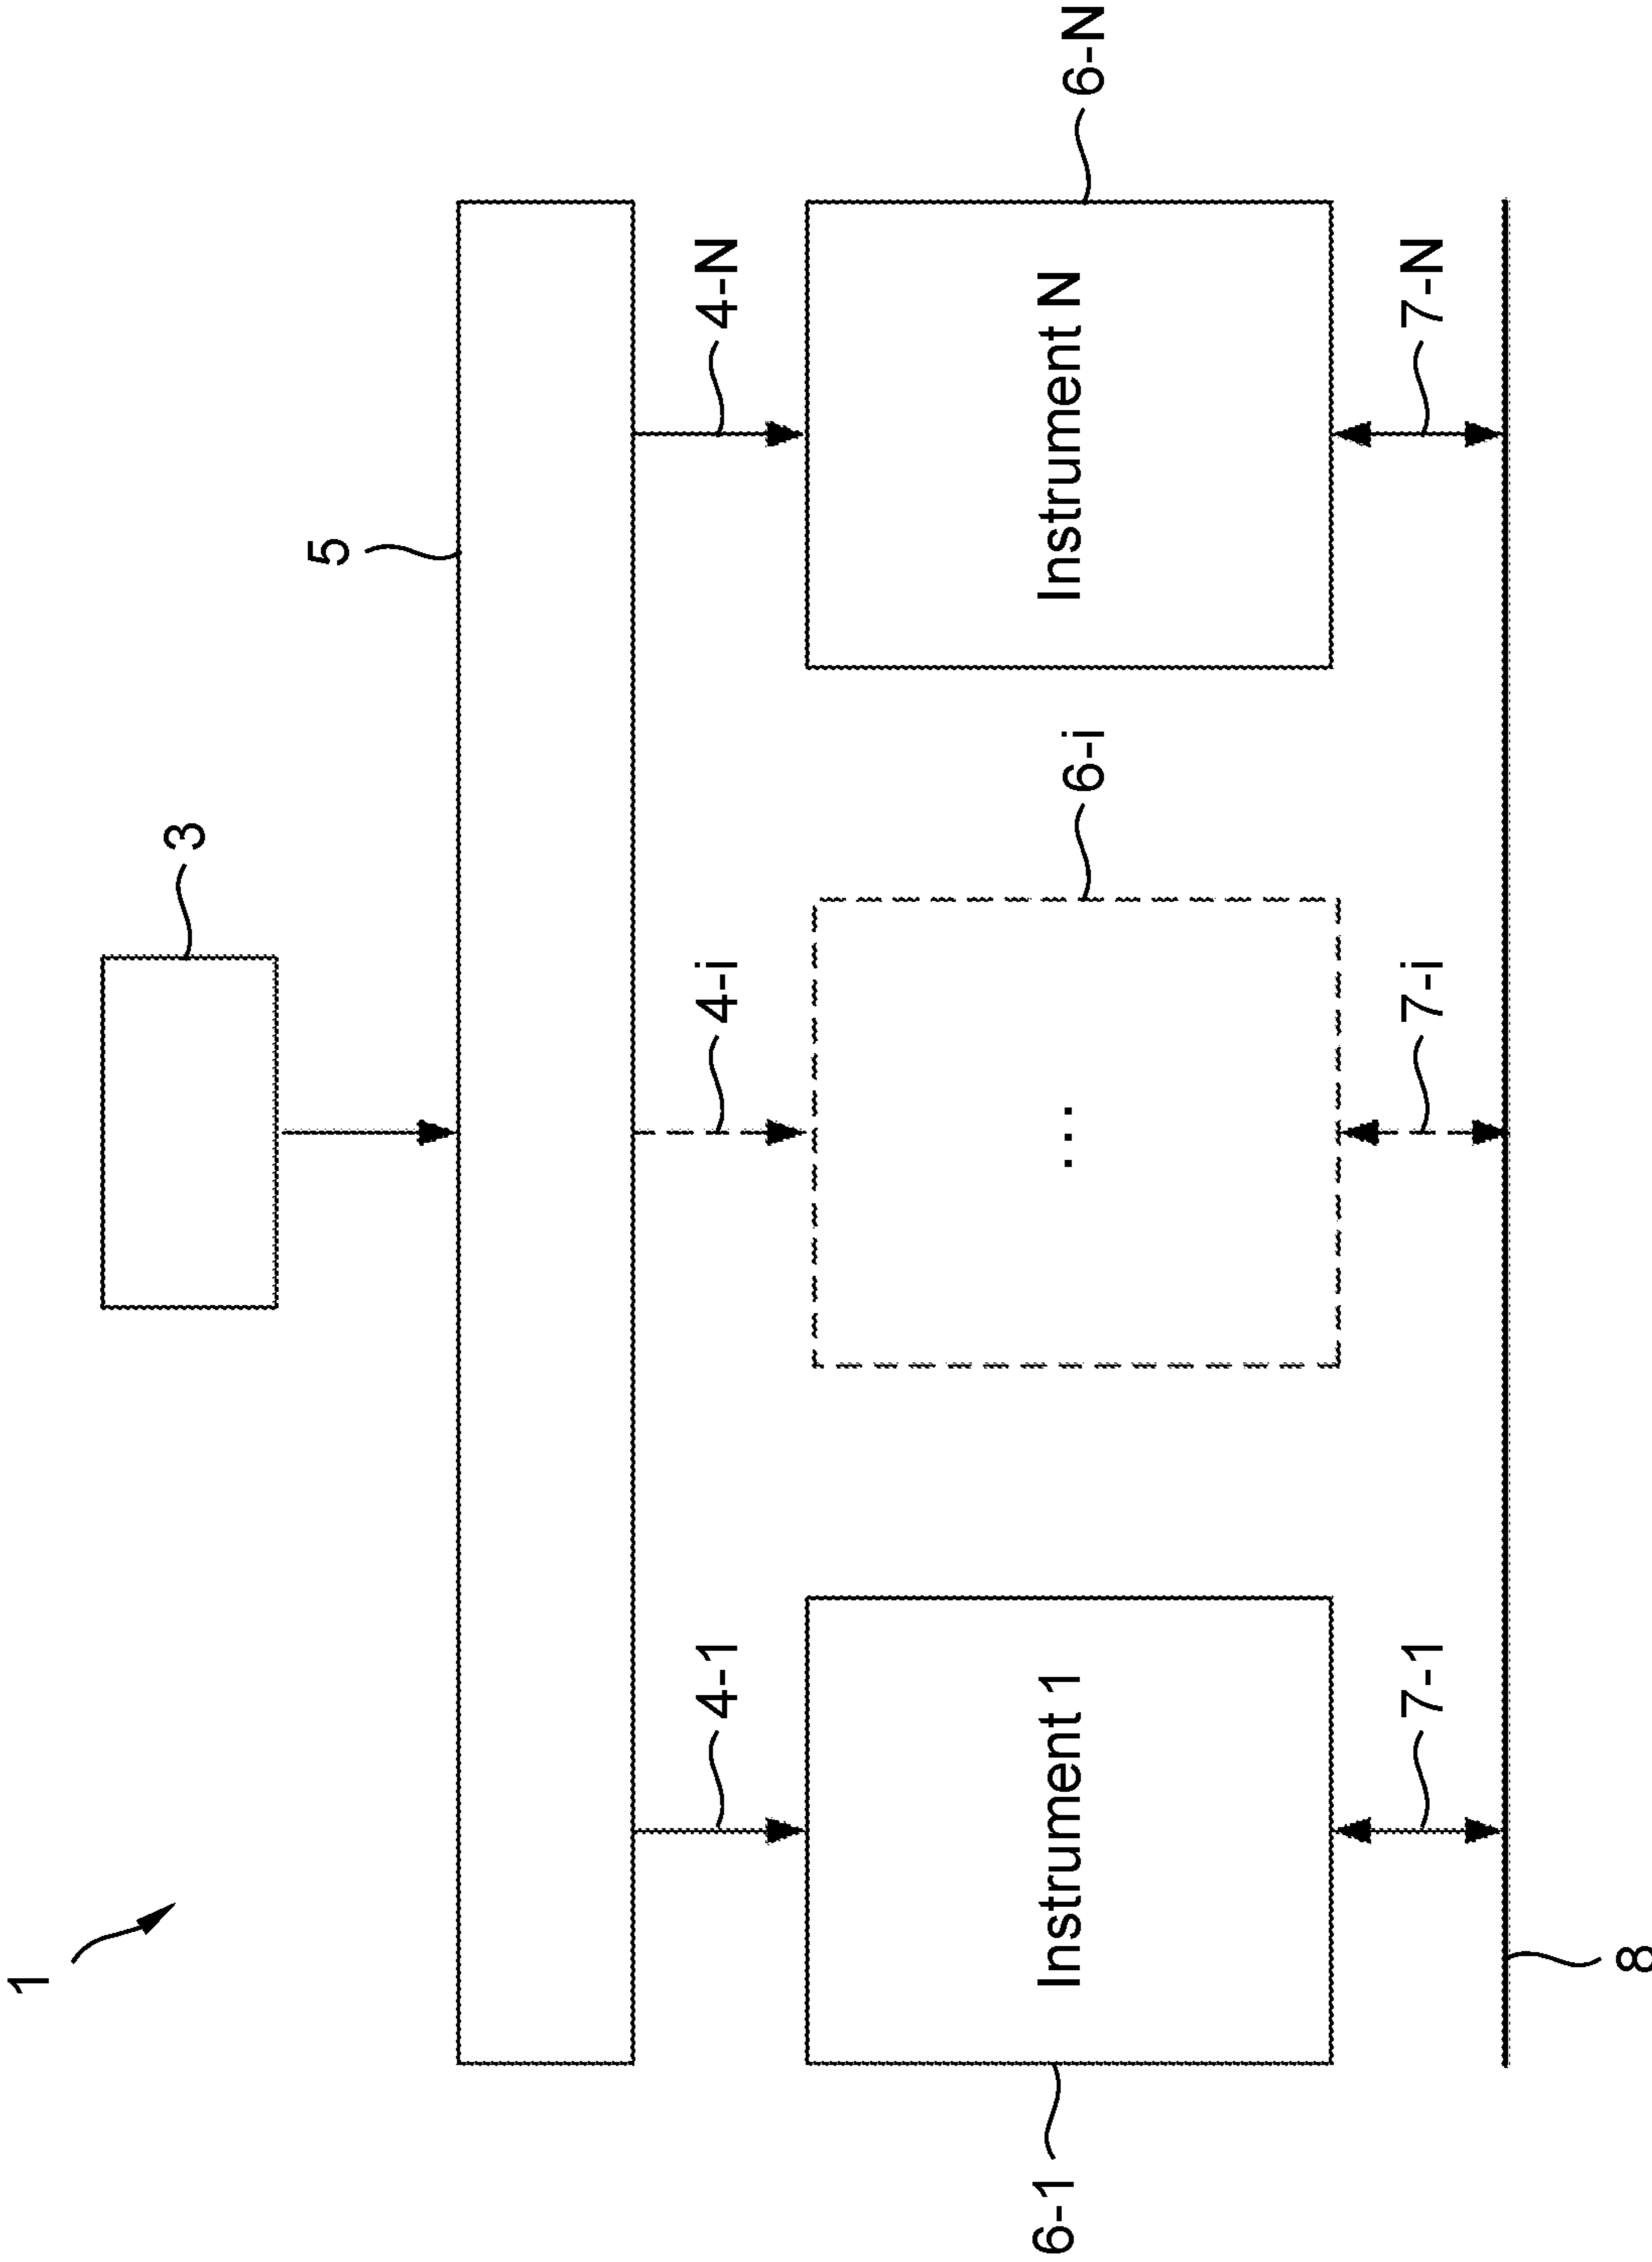 1
3
5
4-1
4-i
4-N
6-1
Instrument 1
...
6-i
Instrument N
6-N
7-1
7-i
7-N
8